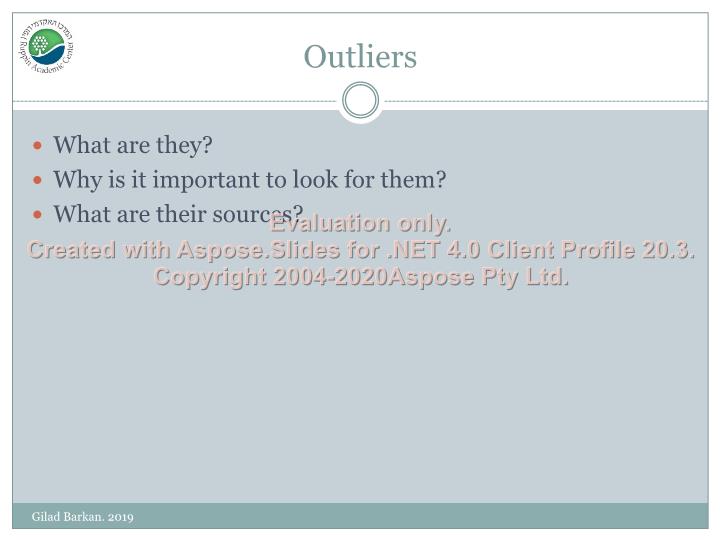 המרכז האקדמי רופין
Ruppin Academic Center
Outliers
What are they?
Why is it important to look for them?
What are their sources?
Evaluation only.
Created with Aspose.Slides for .NET 4.0 Client Profile 20.3.
Copyright 2004-2020Aspose Pty Ltd.
Gilad Barkan. 2019